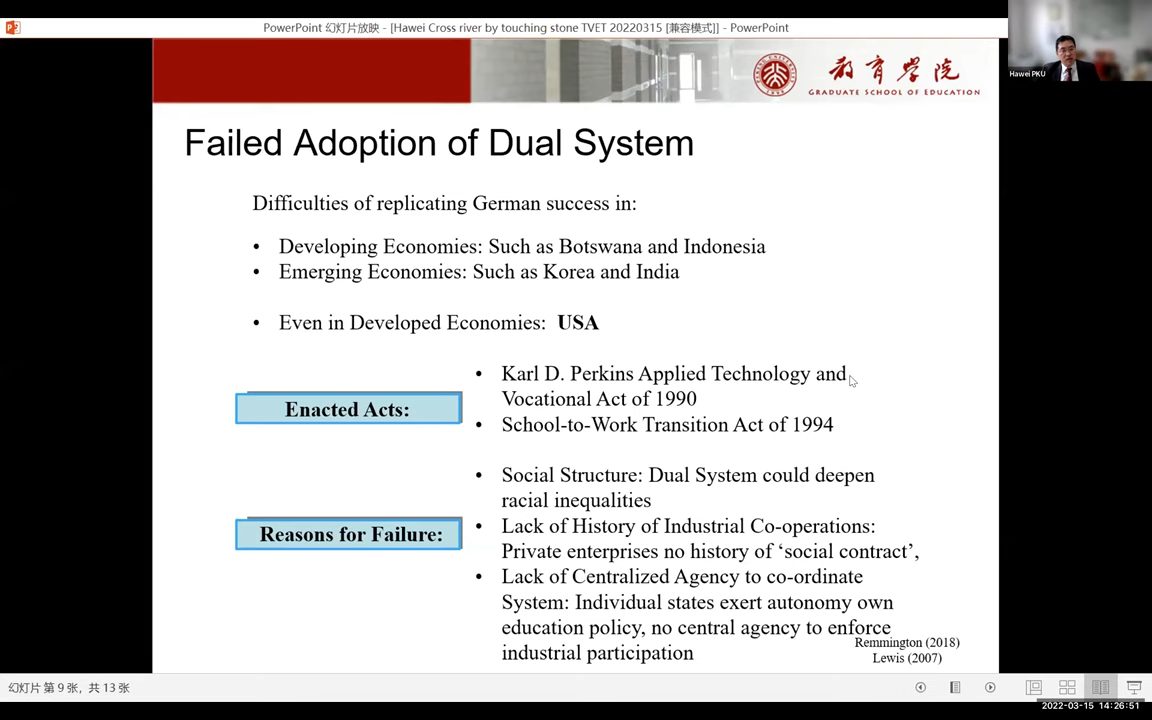 PowerPoint 幻灯片放映 - [Hawei Cross river by touching stone TVET 20220315 [兼容模式]] - PowerPoint
Hawei PKU
教育学院
GRADUATE SCHOOL OF EDUCATION
Failed Adoption of Dual System
Difficulties of replicating German success in:
• Developing Economies: Such as Botswana and Indonesia
• Emerging Economies: Such as Korea and India
• Even in Developed Economies: USA
Enacted Acts:
• Karl D. Perkins Applied Technology and
Vocational Act of 1990
• School-to-Work Transition Act of 1994
Reasons for Failure:
• Social Structure: Dual System could deepen
racial inequalities
• Lack of History of Industrial Co-operations:
Private enterprises no history of ‘social contract’,
• Lack of Centralized Agency to co-ordinate
System: Individual states exert autonomy own
education policy, no central agency to enforce
industrial participation
Remmington (2018)
Lewis (2007)
幻灯片 第 9 张，共 13 张
2022-03-15 14:26:51